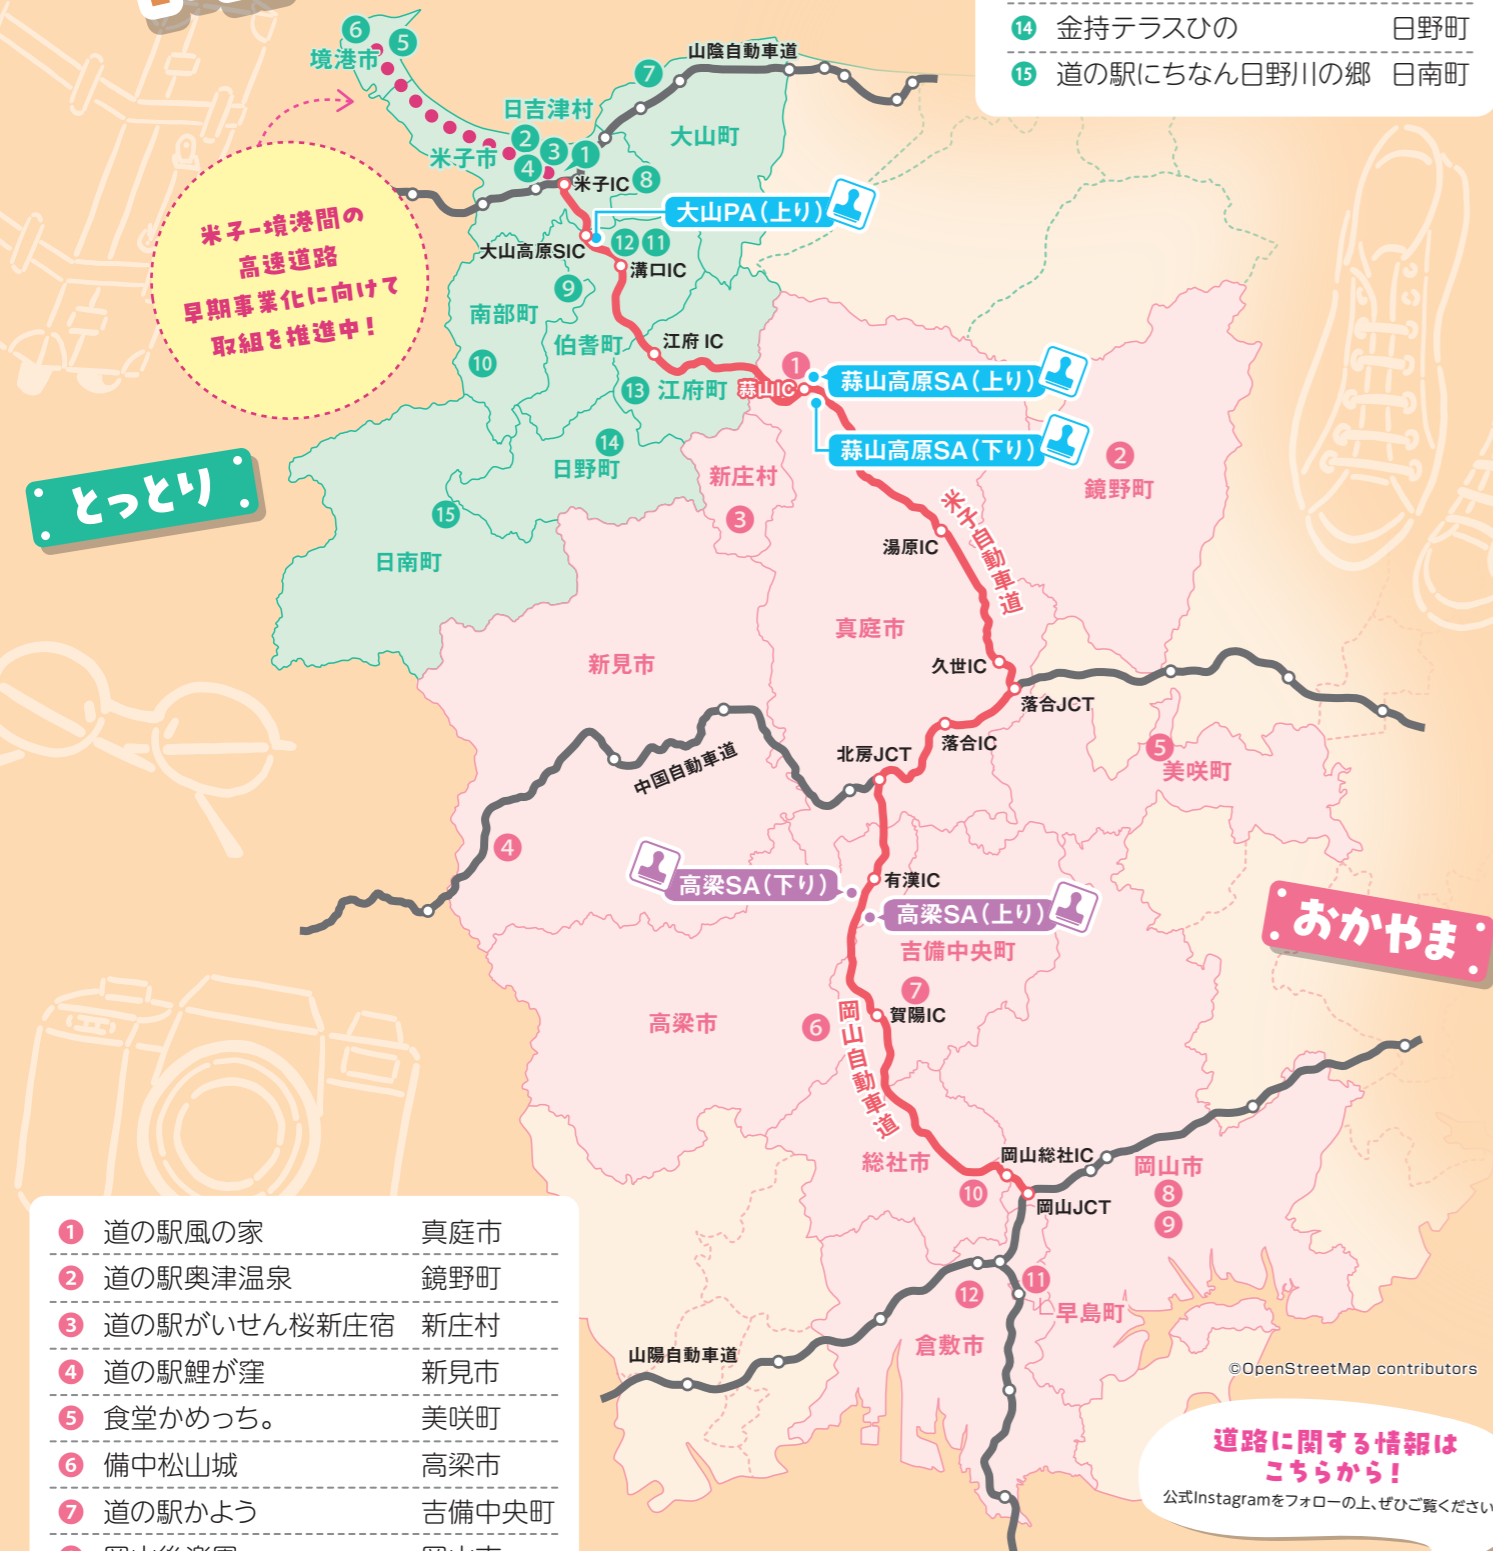 ⑭ 金持テラスひの 日野町
⑮ 道の駅にちなん日野川の郷 日南町
⑥
⑤
境港市
山陰自動車道
⑦
日吉津村
大山町
②
③
①
米子市
④
米子IC
⑧
大山PA（上り）
米子ー境港間の
高速道路
早期事業化に向けて
取組を推進中！
大山高原SIC
⑫
⑪
溝口IC
⑨
南部町
伯耆町
江府 IC
⑩
⑬
江府町
蒜山IC
①
蒜山高原SA（上り）
蒜山高原SA（下り）
⑭
日野町
新庄村
③
②
鏡野町
とっとり
⑮
日南町
米子自動車道
湯原IC
真庭市
新見市
久世IC
落合JCT
落合IC
北房JCT
中国自動車道
⑤
美咲町
④
高梁SA（下り）
有漢IC
高梁SA（上り）
吉備中央町
おかやま
⑦
賀陽IC
高梁市
⑥
岡山自動車道
総社市
⑩
岡山総社IC
岡山JCT
岡山市
⑧
⑨
⑪
⑫
早島町
倉敷市
山陽自動車道
① 道の駅風の家 真庭市
② 道の駅奥津温泉 鏡野町
③ 道の駅がいせん桜新庄宿 新庄村
④ 道の駅鯉が窪 新見市
⑤ 食堂かめっち。 美咲町
⑥ 備中松山城 高梁市
⑦ 道の駅かよう 吉備中央町
©OpenStreetMap contributors
道路に関する情報は
こちらから！
公式Instagramをフォローの上、ぜひご覧ください